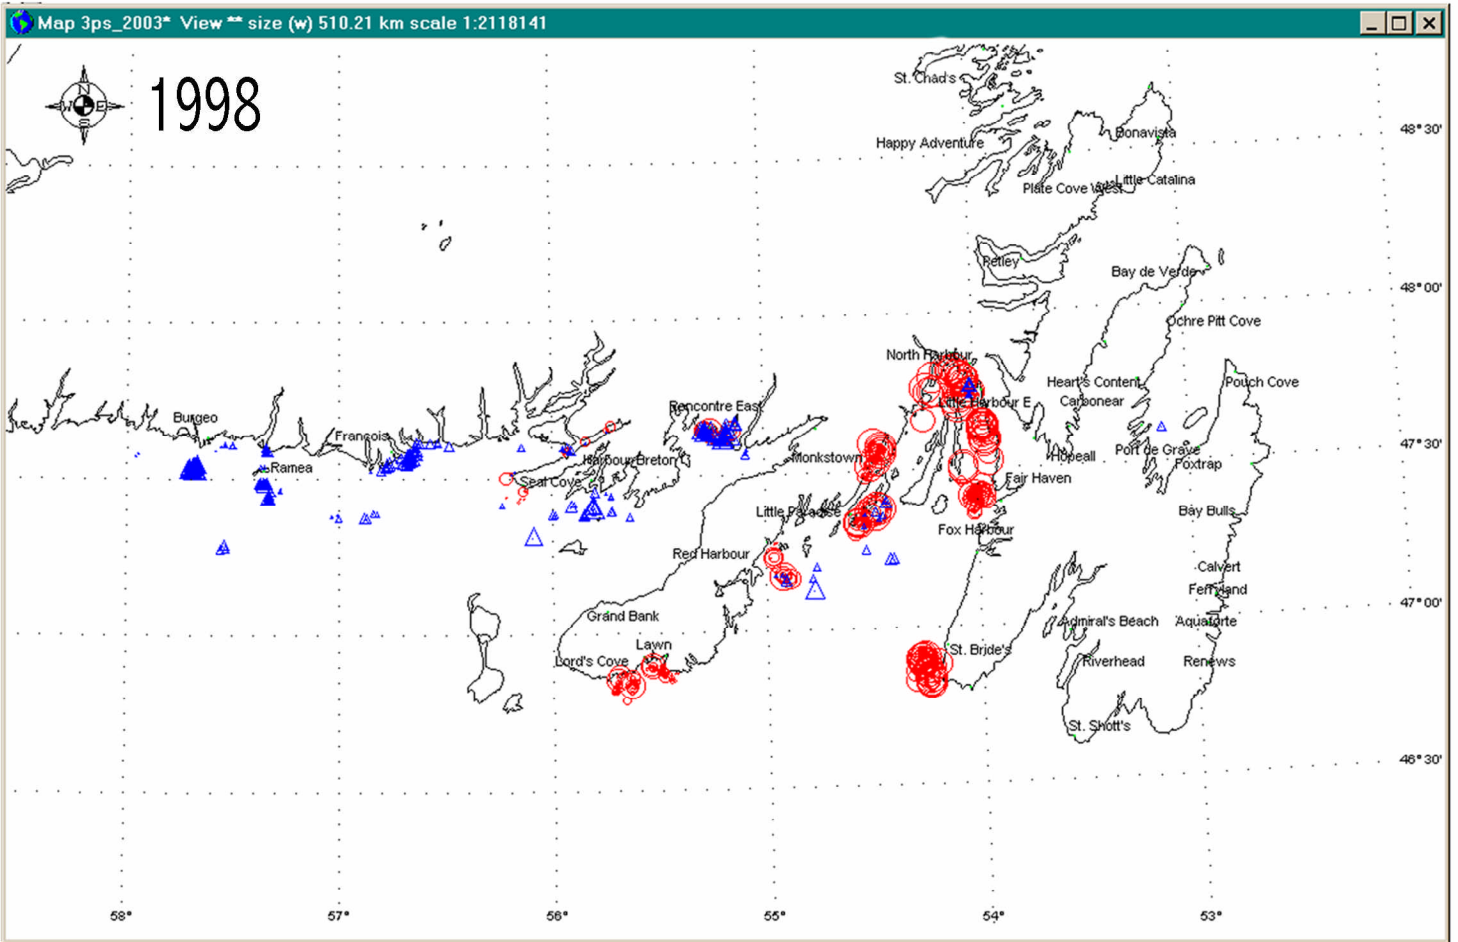 Map 3ps_2003* View ** size (w) 510.21 km scale 1:2118141
N
W E
S
1998
St. Chad's
Bonavista
48° 30'
Happy Adventure
Little Catalina
Plate Cove West
Petley
Bay de Verde
48° 00'
Ochre Pitt Cove
North Harbour
Heart's Content
Pouch Cove
Little Harbour E
Carbonear
Rencontre East
Burgeo
François
47° 30'
Port de Grave
Monkstown
Hopeall
Harbour Breton
Foxtrap
Ramea
Fair Haven
Seal Cove
Little Paradise
Bay Bulls
Fox Harbour
Red Harbour
Calvert
Ferryland
47° 00'
Grand Bank
Admiral's Beach
Aquaforte
Lawn
St. Bride's
Lord's Cove
Riverhead
Renews
St. Shott's
46° 30'
58°
57°
56°
55°
54°
53°